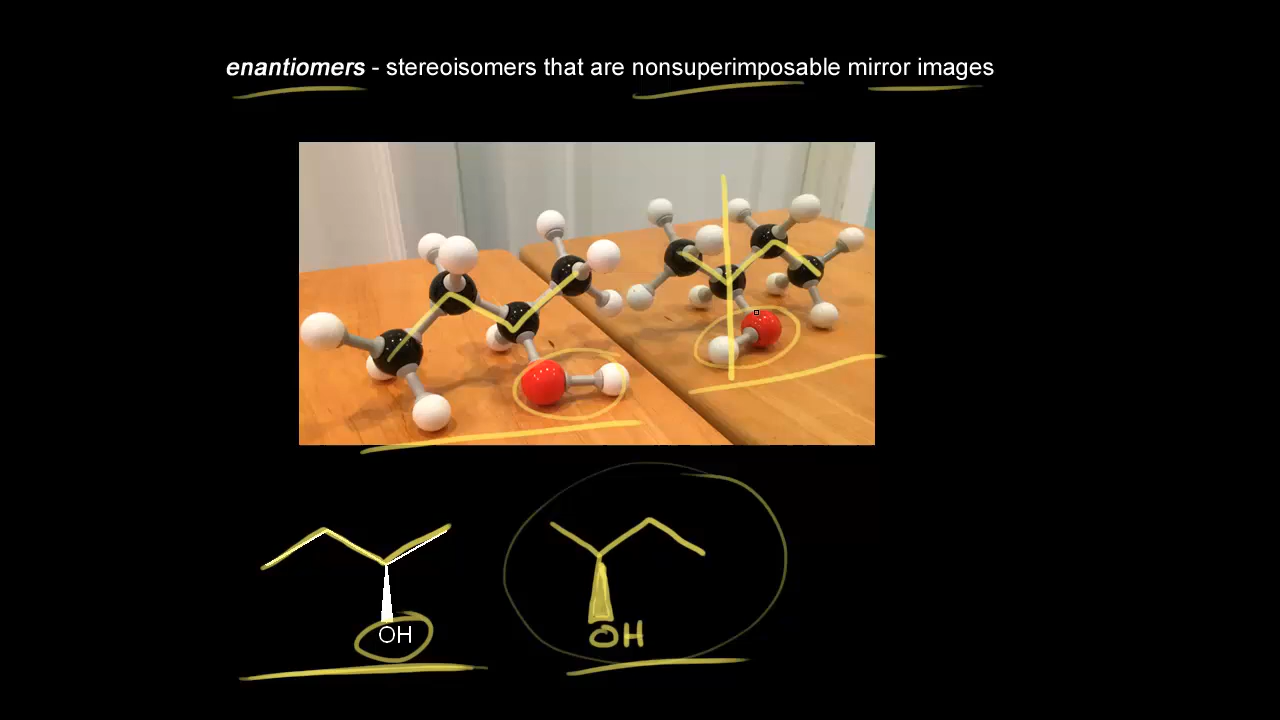 enantiomers - stereoisomers that are nonsuperimposable mirror images
OH
OH